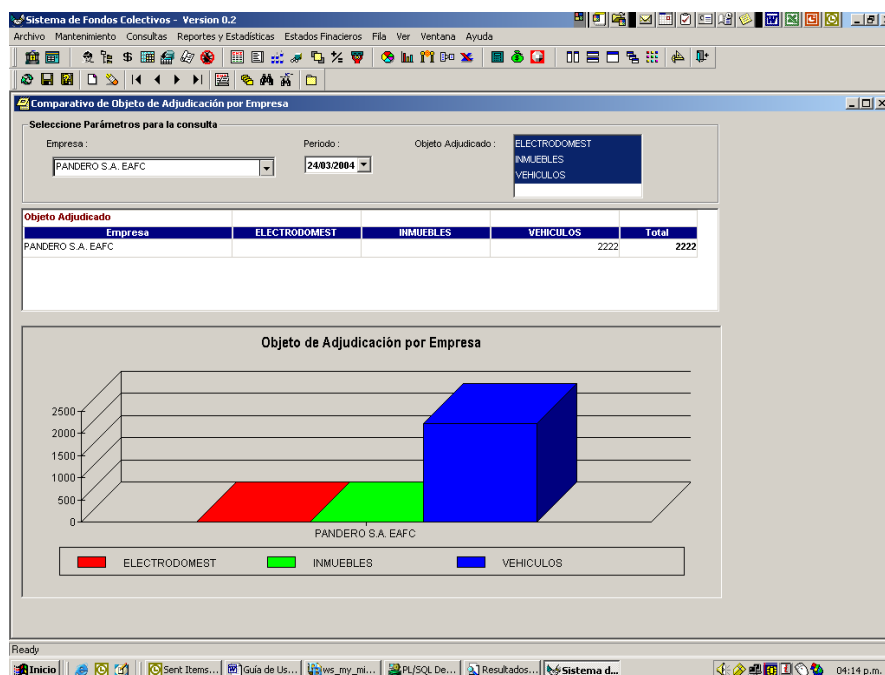 Sistema de Fondos Colectivos - Version 0.2
Archivo Mantenimiento Consultas Reportes y Estadísticas Estados Finacieros Fila Ver Ventana Ayuda
Comparativo de Objeto de Adjudicación por Empresa
Seleccione Parámetros para la consulta
Empresa : Periodo : Objeto Adjudicado :
PANDERO S.A. EAFC 24/03/2004 ELECTRODOMEST
INMUEBLES
VEHICULOS
Objeto Adjudicado
Empresa ELECTRODOMEST INMUEBLES VEHICULOS Total
PANDERO S.A. EAFC 2222 2222
Objeto de Adjudicación por Empresa
2500
2000
1500
1000
500
0
PANDERO S.A. EAFC
ELECTRODOMEST INMUEBLES VEHICULOS
Ready
Inicio Sent Items... Guía de Us... ws_my_mi... PL/SQL De... Resultados... Sistema d... 04:14 p.m.